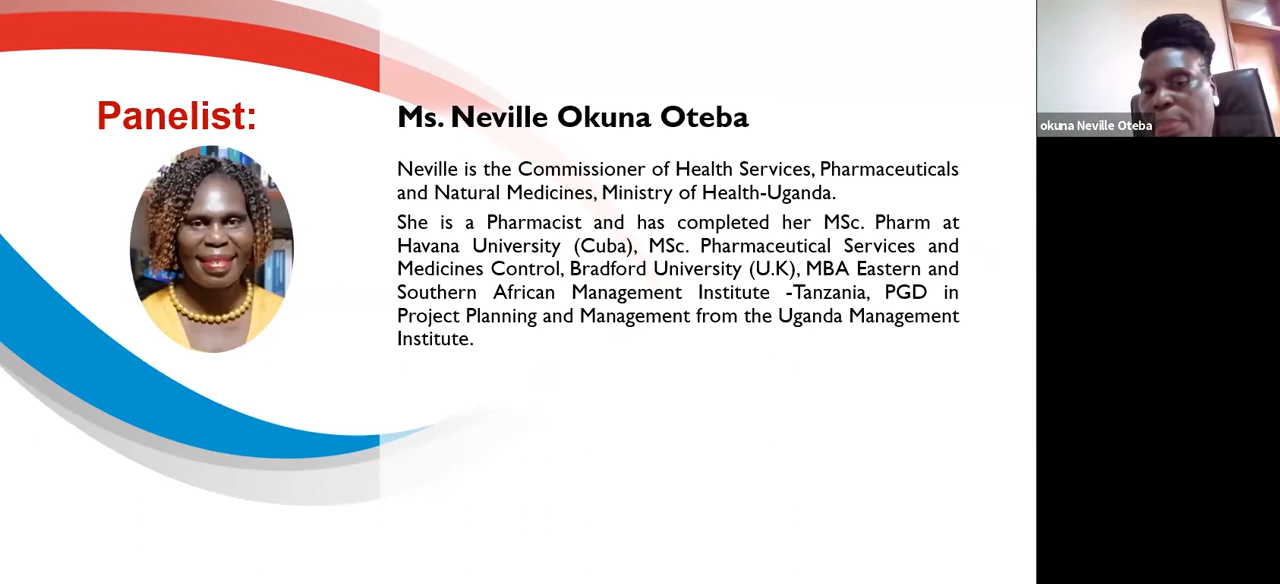 Panelist:
Ms. Neville Okuna Oteba
Neville is the Commissioner of Health Services, Pharmaceuticals
and Natural Medicines, Ministry of Health-Uganda.
She is a Pharmacist and has completed her MSc. Pharm at
Havana University (Cuba), MSc. Pharmaceutical Services and
Medicines Control, Bradford University (U.K), MBA Eastern and
Southern African Management Institute -Tanzania, PGD in
Project Planning and Management from the Uganda Management
Institute.
okuna Neville Oteba